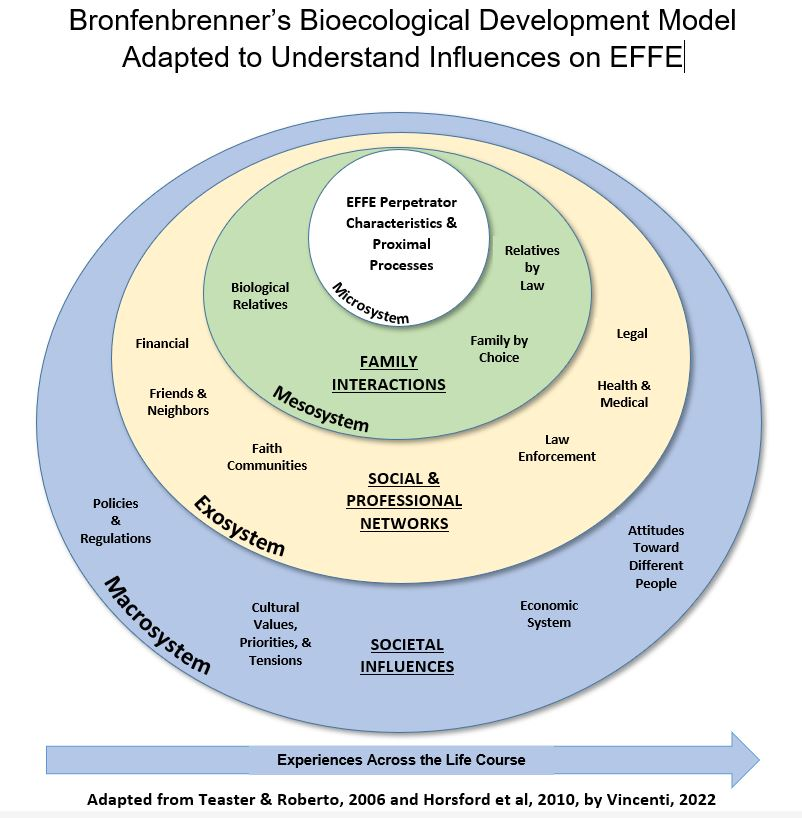 Bronfenbrenner's Bioecological Development Model
Adapted to Understand Influences on EFFE
EFFE Perpetrator
Characteristics &
Proximal
Processes
Microsystem
Relatives
by
Law
Biological
Relatives
Family by
Choice
FAMILY
INTERACTIONS
Mesosystem
Financial
Legal
Friends &
Neighbors
Health &
Medical
Faith
Communities
Law
Enforcement
SOCIAL &
PROFESSIONAL
NETWORKS
Exosystem
Policies
&
Regulations
Attitudes
Toward
Different
People
Macrosystem
Cultural
Values,
Priorities, &
Tensions
Economic
System
SOCIETAL
INFLUENCES
Experiences Across the Life Course
Adapted from Teaster & Roberto, 2006 and Horsford et al, 2010, by Vincenti, 2022